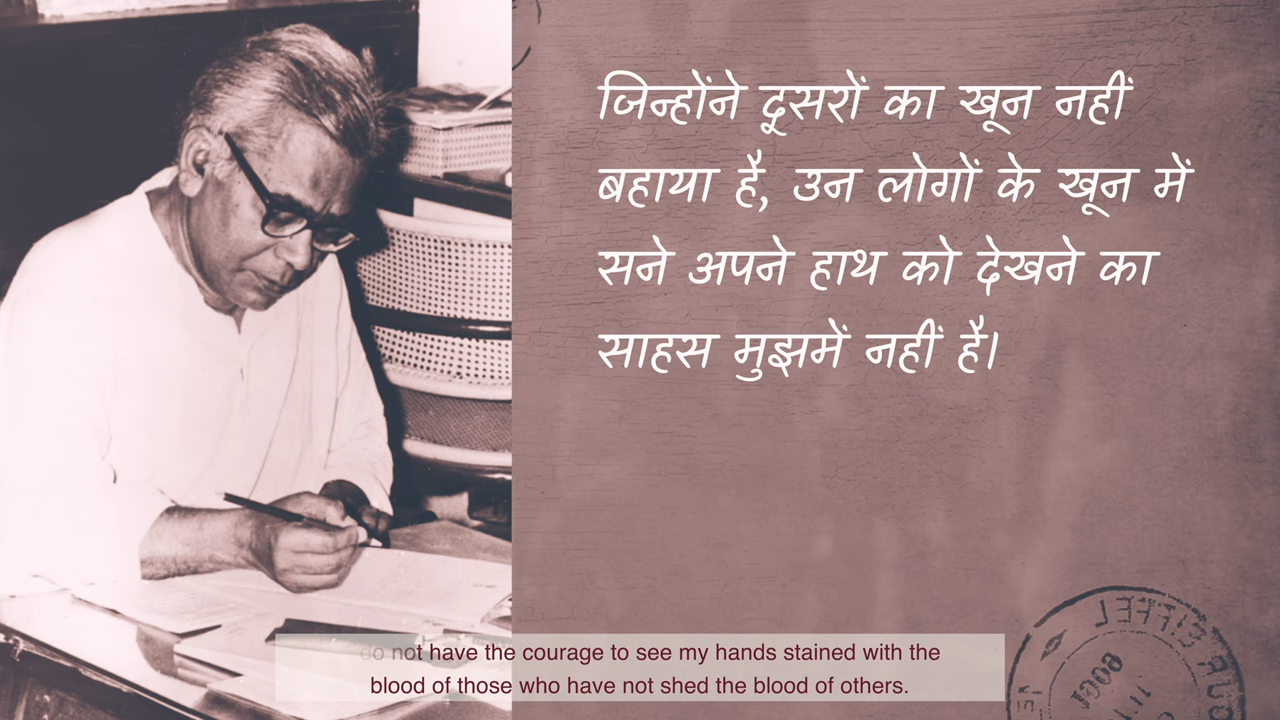 जिन्होंने दूसरों का खून नहीं
बहाया है, उन लोगों के खून में
सने अपने हाथ को देखने का
साहस मुझमें नहीं है।
do not have the courage to see my hands stained with the
blood of those who have not shed the blood of others.